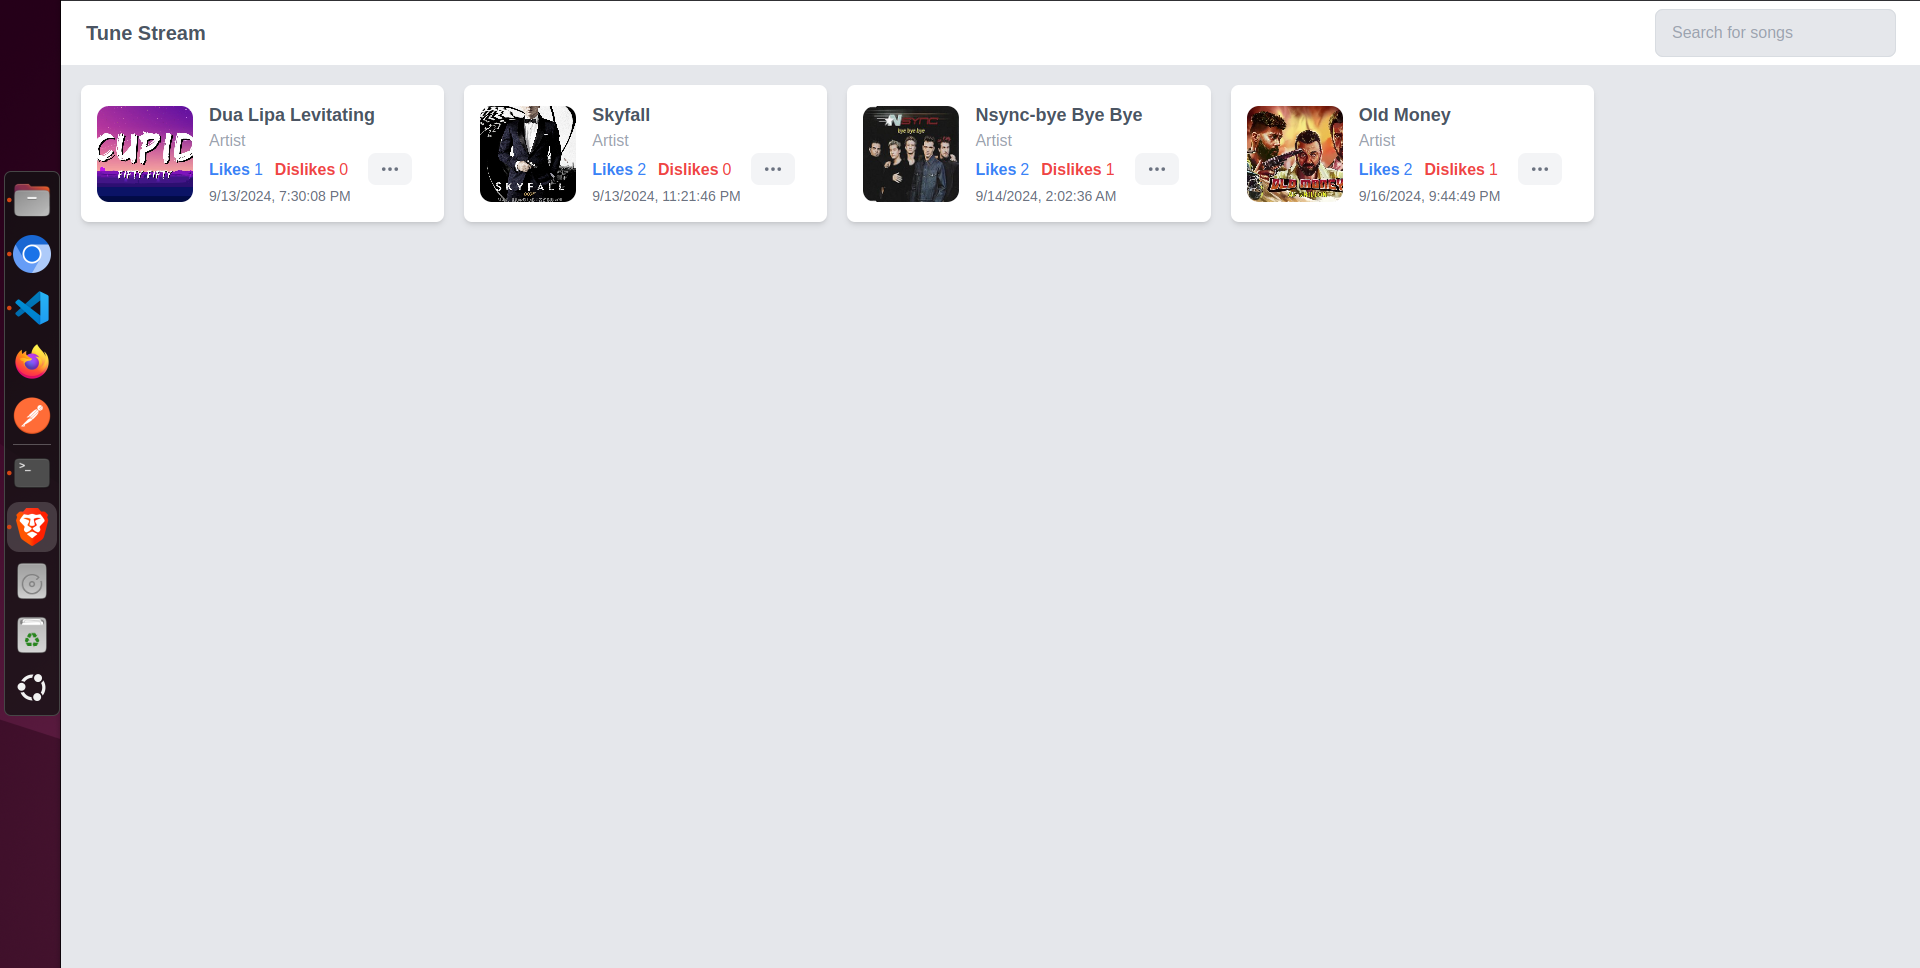 Tune Stream
Search for songs
CUPID
FIFTY FIFTY
Dua Lipa Levitating
Artist
Likes 1 Dislikes 0
•••
9/13/2024, 7:30:08 PM
SKYFALL
007
Skyfall
Artist
Likes 2 Dislikes 0
•••
9/13/2024, 11:21:46 PM
NSYNC
bye bye bye
Nsync-bye Bye Bye
Artist
Likes 2 Dislikes 1
•••
9/14/2024, 2:02:36 AM
OLD MONEY
Old Money
Artist
Likes 2 Dislikes 1
•••
9/16/2024, 9:44:49 PM
>_